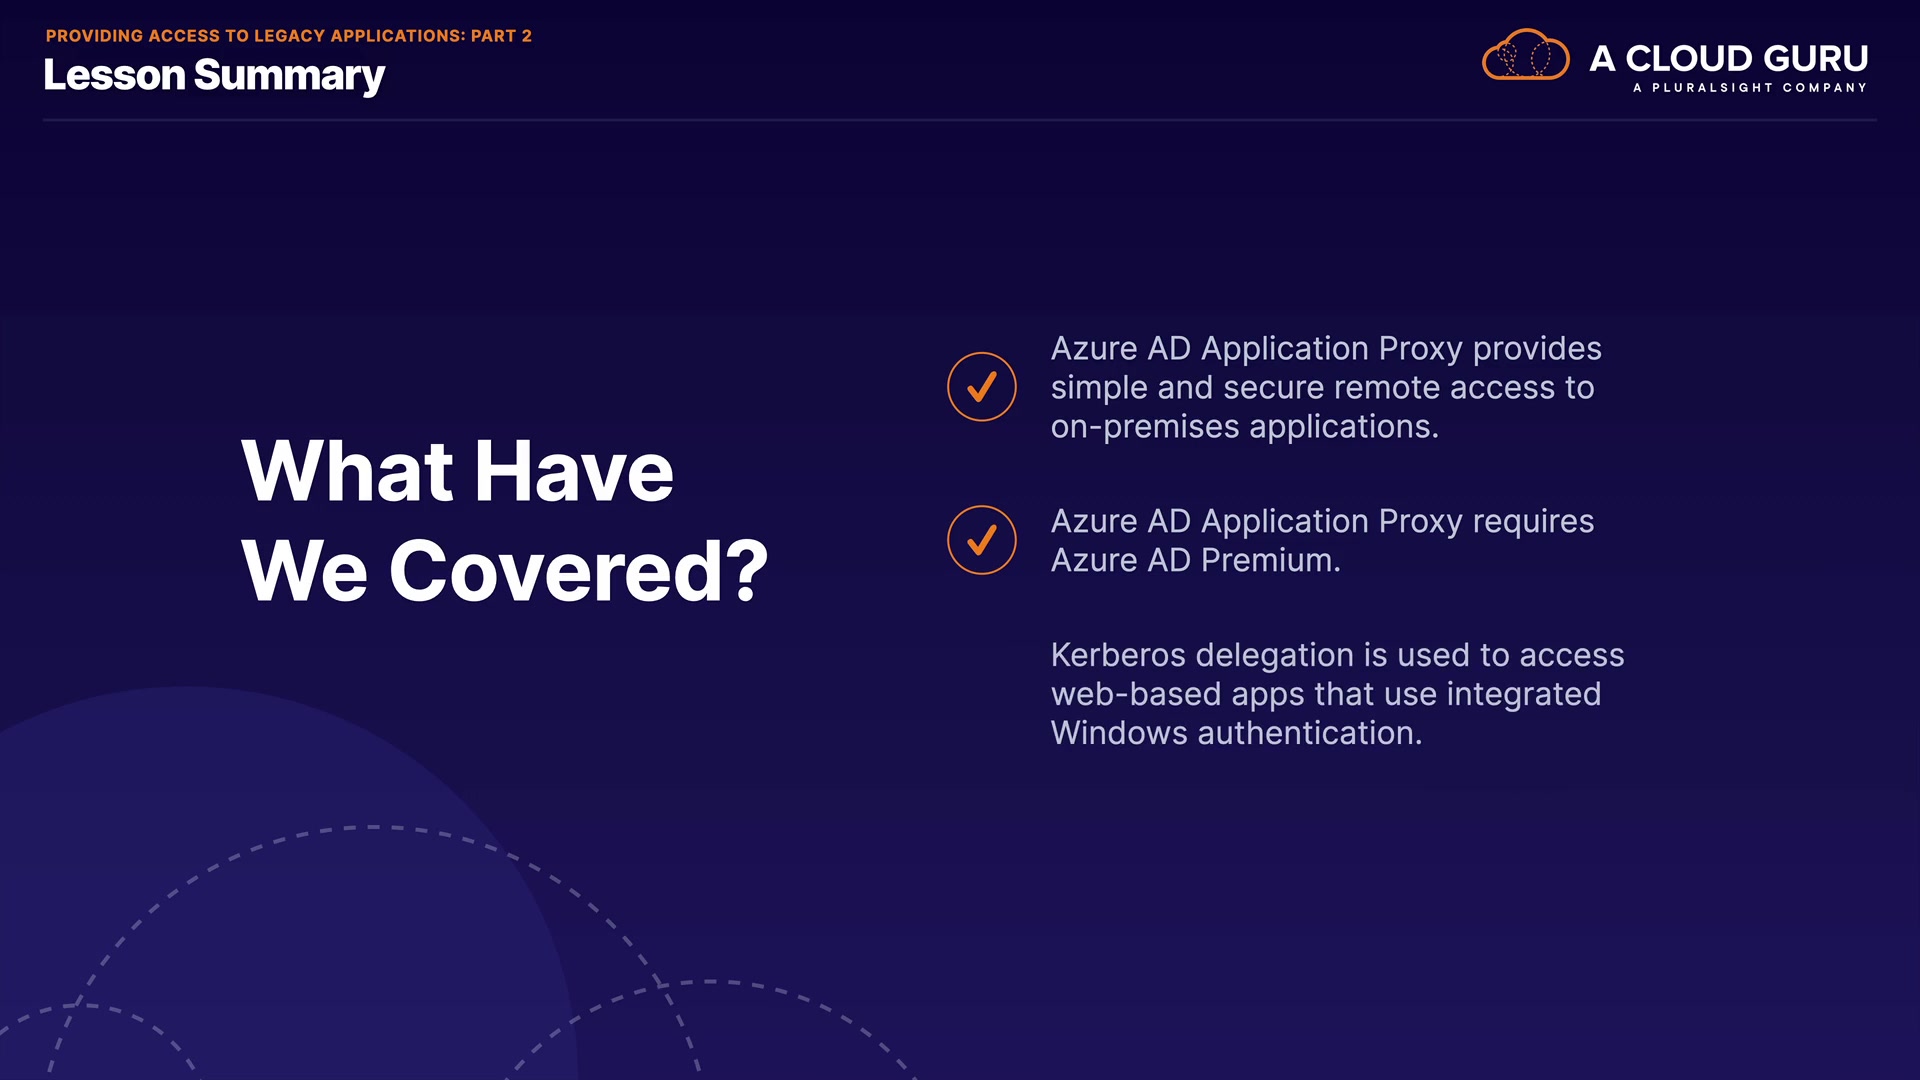 PROVIDING ACCESS TO LEGACY APPLICATIONS: PART 2
Lesson Summary
A CLOUD GURU
A PLURALSIGHT COMPANY
What Have
We Covered?
Azure AD Application Proxy provides
simple and secure remote access to
on-premises applications.
Azure AD Application Proxy requires
Azure AD Premium.
Kerberos delegation is used to access
web-based apps that use integrated
Windows authentication.